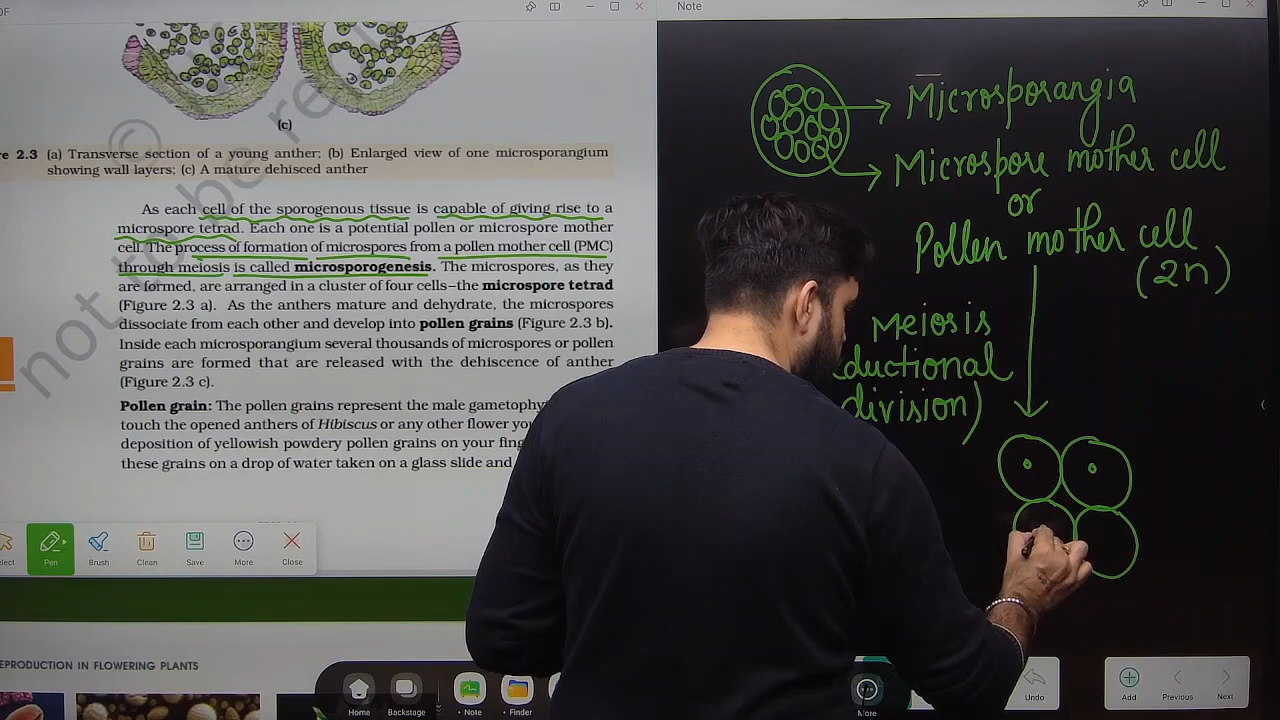 Note
(c)
2.3 (a) Transverse section of a young anther; (b) Enlarged view of one microsporangium
showing wall layers; (c) A mature dehisced anther
As each cell of the sporogenous tissue is capable of giving rise to a
microspore tetrad. Each one is a potential pollen or microspore mother
cell. The process of formation of microspores from a pollen mother cell (PMC)
through meiosis is called microsporogenesis. The microspores, as they
are formed, are arranged in a cluster of four cells–the microspore tetrad
(Figure 2.3 a). As the anthers mature and dehydrate, the microspores
dissociate from each other and develop into pollen grains (Figure 2.3 b).
Inside each microsporangium several thousands of microspores or pollen
grains are formed that are released with the dehiscence of anther
(Figure 2.3 c).
Pollen grain: The pollen grains represent the male
touch the opened anthers of Hibiscus or any other flower
deposition of yellowish powdery pollen grains on your
these grains on a drop of water taken on a glass slide and
© not to be
Pen
Brush
Clean
Save
More
Close
EPRODUCTION IN FLOWERING PLANTS
Home
Backstage
Note
Finder
More
Undo
Add
Previous
Next
Microsporangia
Microspore mother cell
or
Pollen mother cell
(2n)
Meiosis
ductional
division)